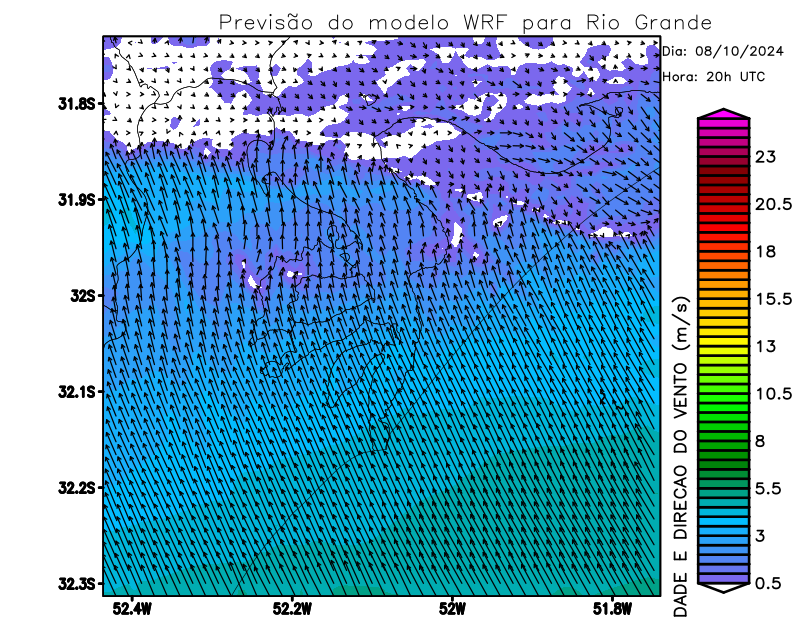 Previsão do modelo WRF para Rio Grande
Dia: 08/10/2024
Hora: 20h UTC
31.8S
31.9S
32S
32.1S
32.2S
32.3S
52.4W
52.2W
52W
51.8W
DADE E DIRECAO DO VENTO (m/s)
23
20.5
18
15.5
13
10.5
8
5.5
3
0.5